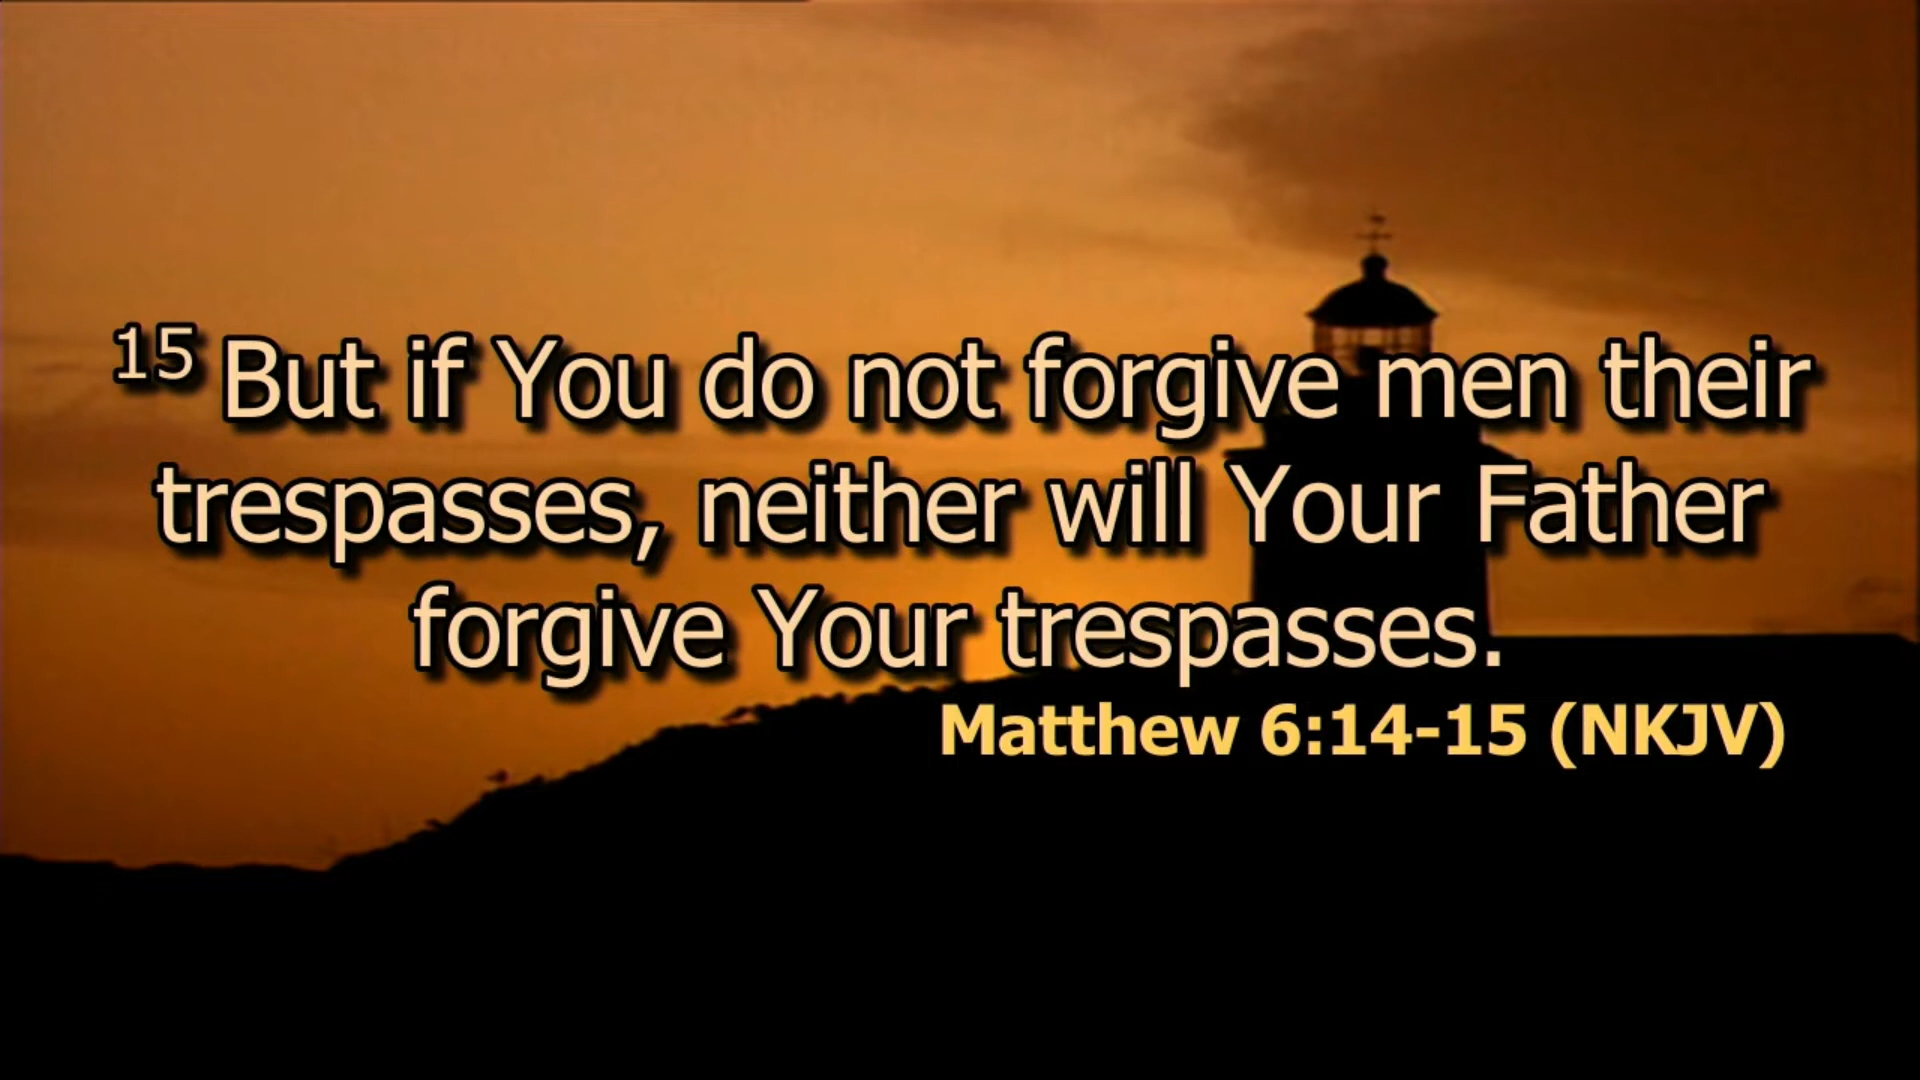 15 But if You do not forgive men their
trespasses, neither will Your Father
forgive Your trespasses.
Matthew 6:14-15 (NKJV)